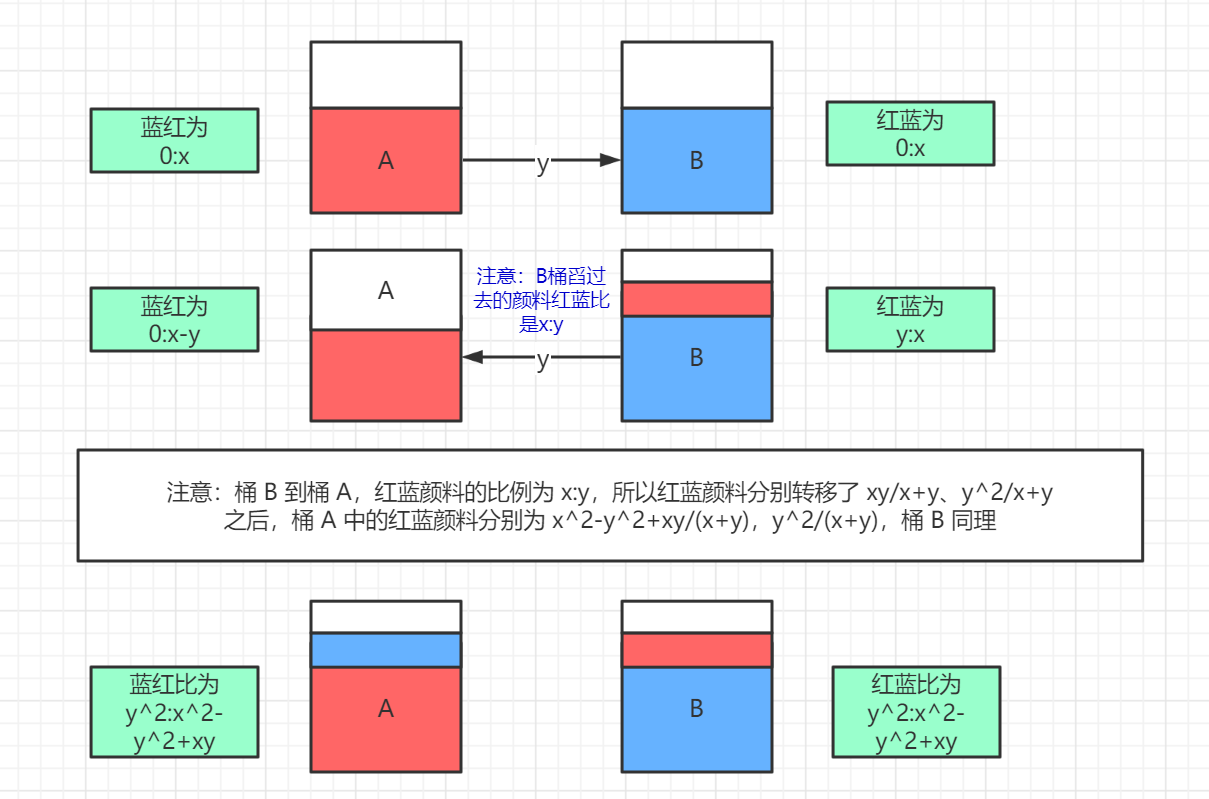 蓝红为
0:x
A
y
B
红蓝为
0:x
蓝红为
0:x-y
A
注意：B桶舀过
去的颜料红蓝比
是x:y
y
B
红蓝为
y:x
注意：桶 B 到桶 A，红蓝颜料的比例为 x:y，所以红蓝颜料分别转移了 xy/x+y、y^2/x+y
之后，桶 A 中的红蓝颜料分别为 x^2-y^2+xy/(x+y)，y^2/(x+y)，桶 B 同理
蓝红比为
y^2:x^2-
y^2+xy
A
B
红蓝比为
y^2:x^2-
y^2+xy